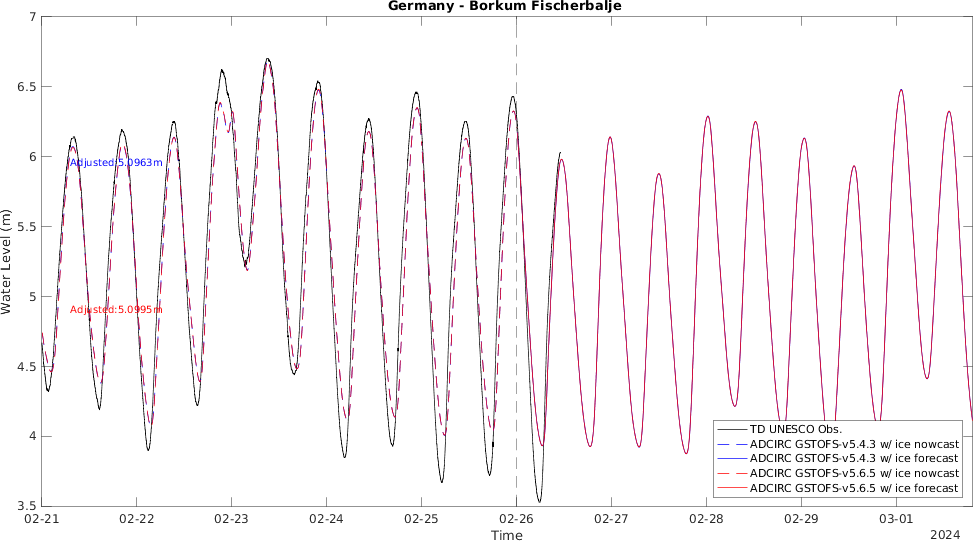 Germany - Borkum Fischerbalje
7
6.5
6
5.5
5
4.5
4
3.5
Water Level (m)
Adjusted:5.0963m
Adjusted:5.0995m
TD UNESCO Obs.
ADCIRC GSTOFS-v5.4.3 w/ ice nowcast
ADCIRC GSTOFS-v5.4.3 w/ ice forecast
ADCIRC GSTOFS-v5.6.5 w/ ice nowcast
ADCIRC GSTOFS-v5.6.5 w/ ice forecast
02-21 02-22 02-23 02-24 02-25 02-26 02-27 02-28 02-29 03-01
Time
2024